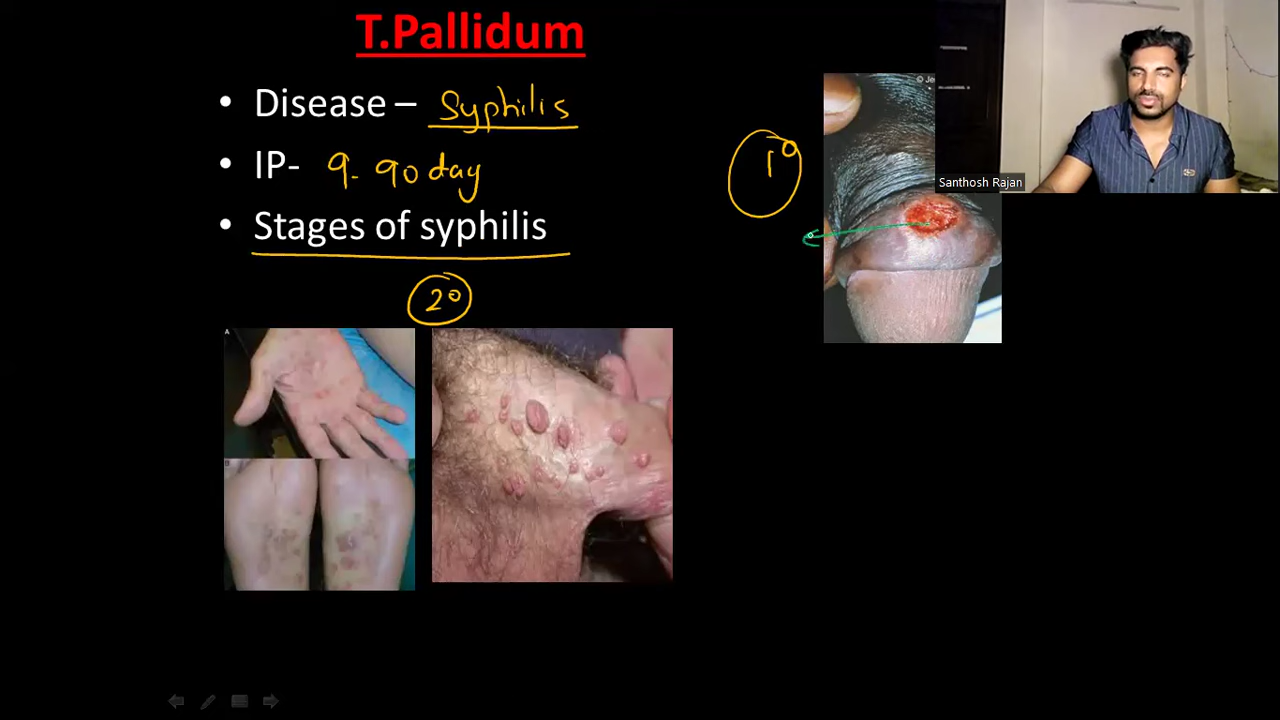 T.Pallidum
• Disease – Syphilis
• IP- 9-90 day
• Stages of syphilis
2°
1°
Santhosh Rajan
A
B